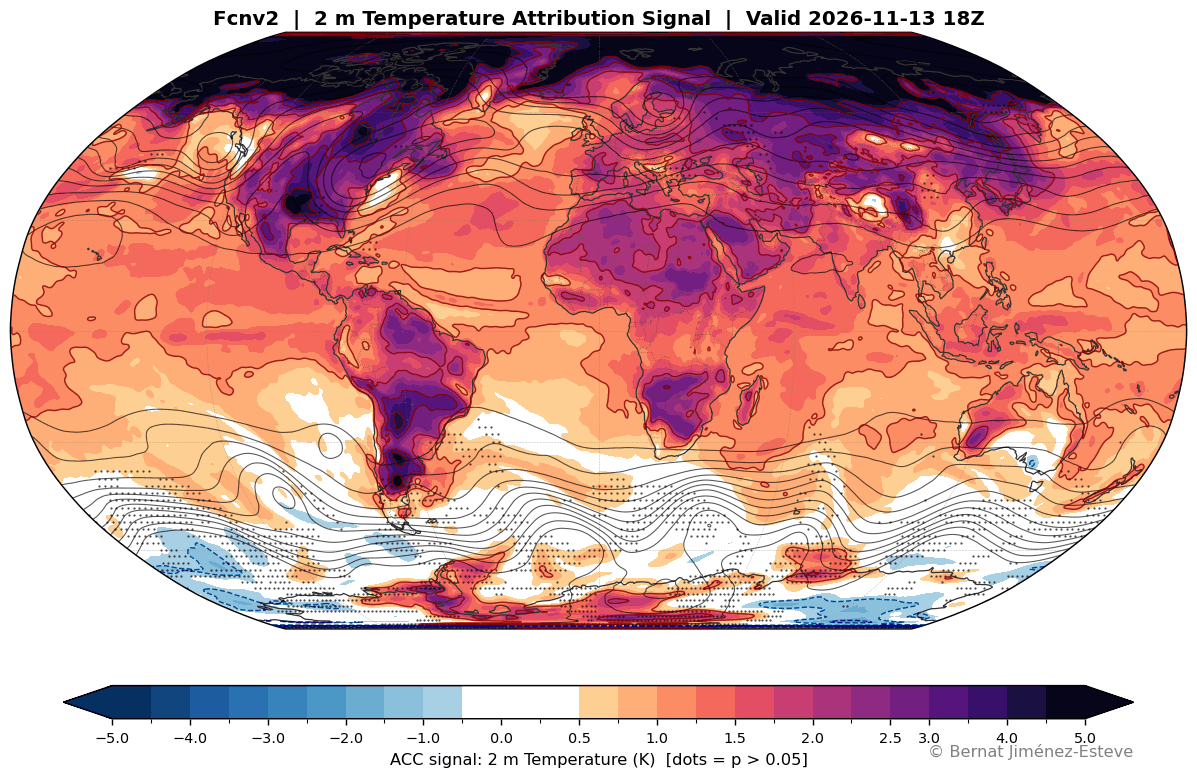 Fcnv2 | 2 m Temperature Attribution Signal | Valid 2026-11-13 18Z
−5.0 −4.0 −3.0 −2.0 −1.0 0.0 0.5 1.0 1.5 2.0 2.5 3.0 4.0 5.0
ACC signal: 2 m Temperature (K) [dots = p > 0.05]
© Bernat Jiménez-Esteve